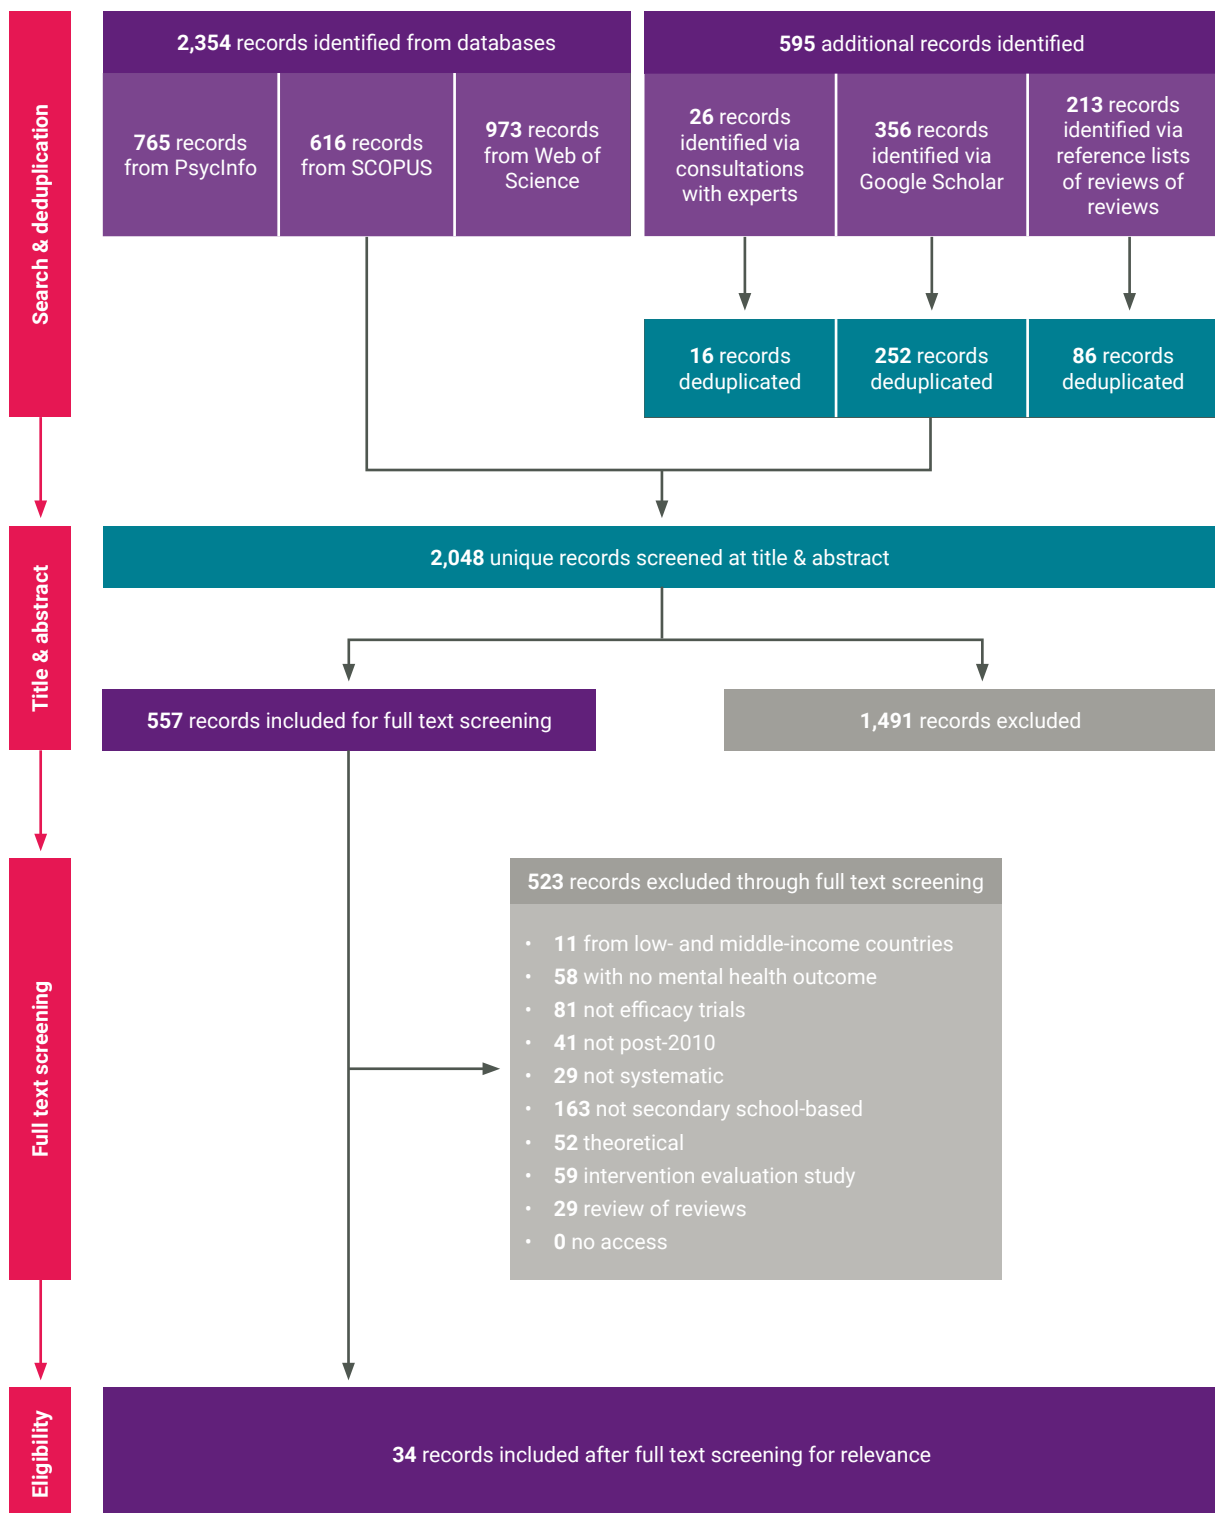 Search & deduplication
2,354 records identified from databases
765 records
from PsycInfo
616 records
from SCOPUS
973 records
from Web of
Science
595 additional records identified
26 records
identified via
consultations
with experts
356 records
identified via
Google Scholar
213 records
identified via
reference lists
of reviews of
reviews
16 records
deduplicated
252 records
deduplicated
86 records
deduplicated
Title & abstract
2,048 unique records screened at title & abstract
557 records included for full text screening
1,491 records excluded
Full text screening
523 records excluded through full text screening
• 11 from low- and middle-income countries
• 58 with no mental health outcome
• 81 not efficacy trials
• 41 not post-2010
• 29 not systematic
• 163 not secondary school-based
• 52 theoretical
• 59 intervention evaluation study
• 29 review of reviews
• 0 no access
Eligibility
34 records included after full text screening for relevance